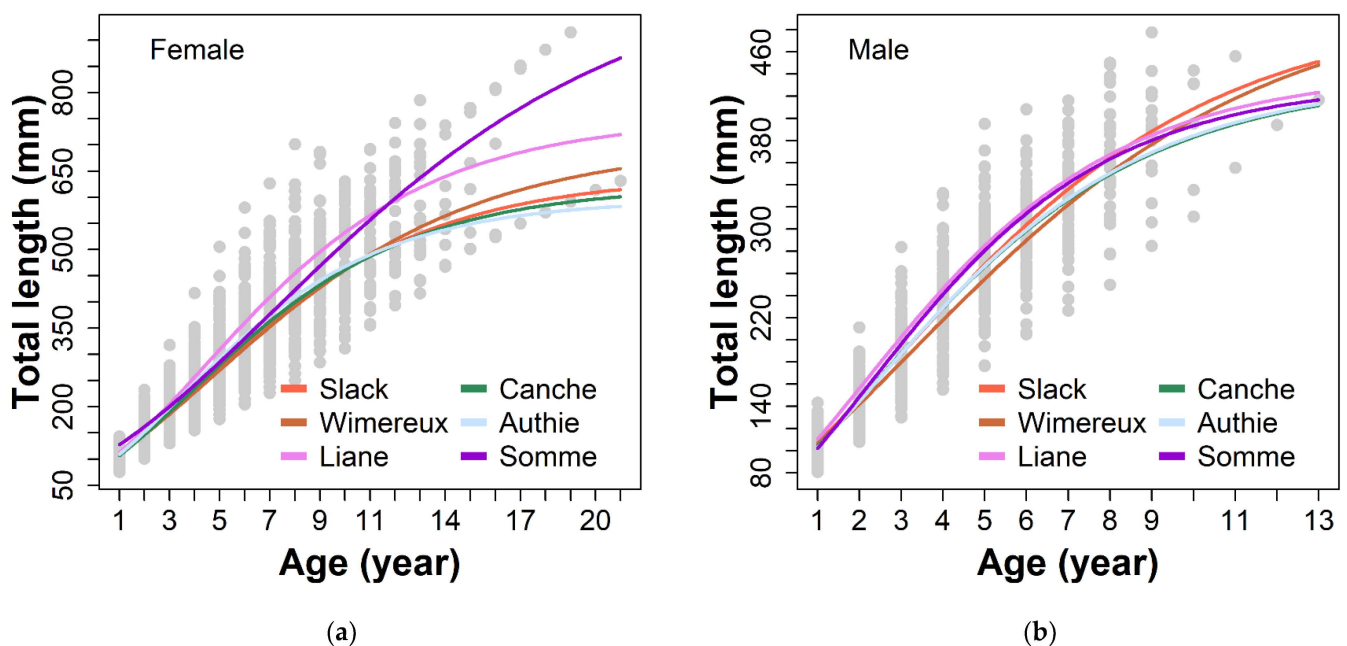 Female
Total length (mm)
800
650
500
350
200
50
Slack
Wimereux
Liane
Canche
Authie
Somme
1 3 5 7 9 11 14 17 20
Age (year)
(a)
Male
Total length (mm)
460
380
300
220
140
80
Slack
Wimereux
Liane
Canche
Authie
Somme
1 2 3 4 5 6 7 8 9 11 13
Age (year)
(b)